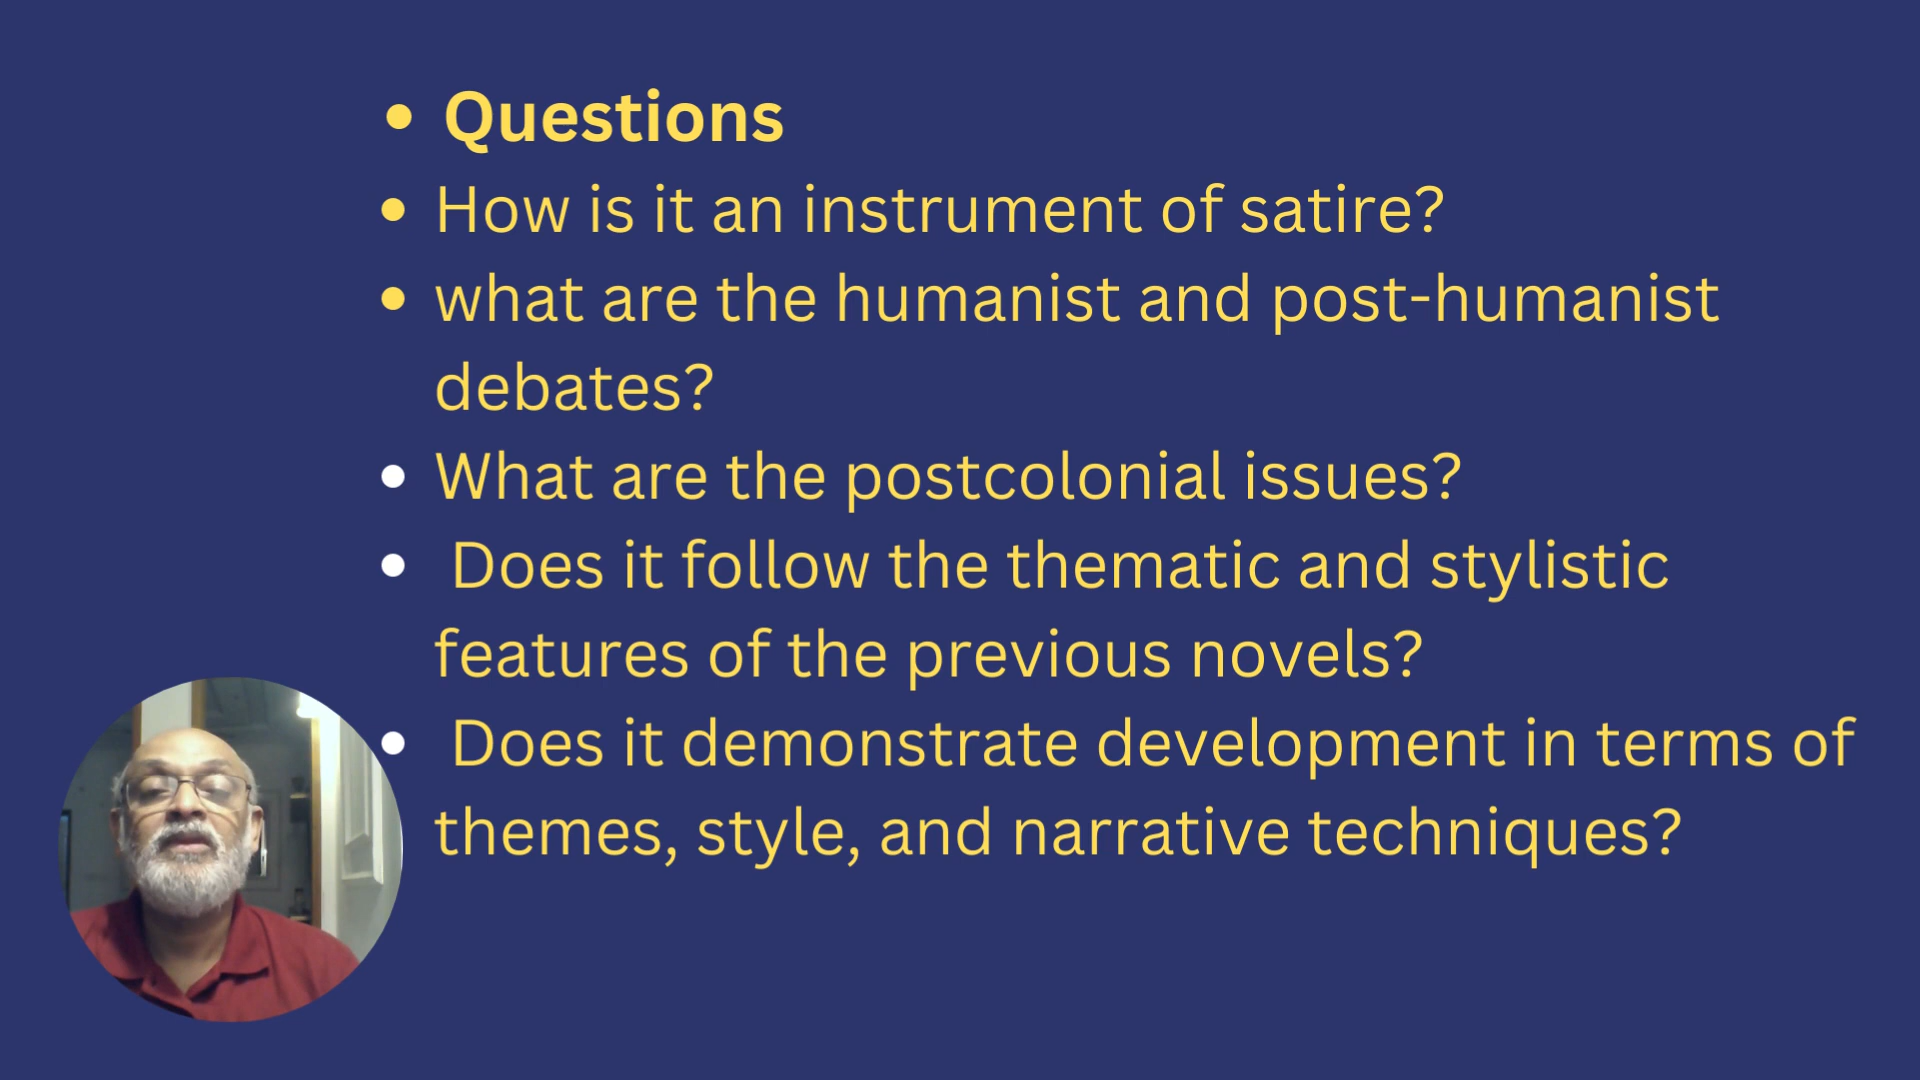 • Questions
• How is it an instrument of satire?
• what are the humanist and post-humanist
debates?
• What are the postcolonial issues?
• Does it follow the thematic and stylistic
features of the previous novels?
• Does it demonstrate development in terms of
themes, style, and narrative techniques?